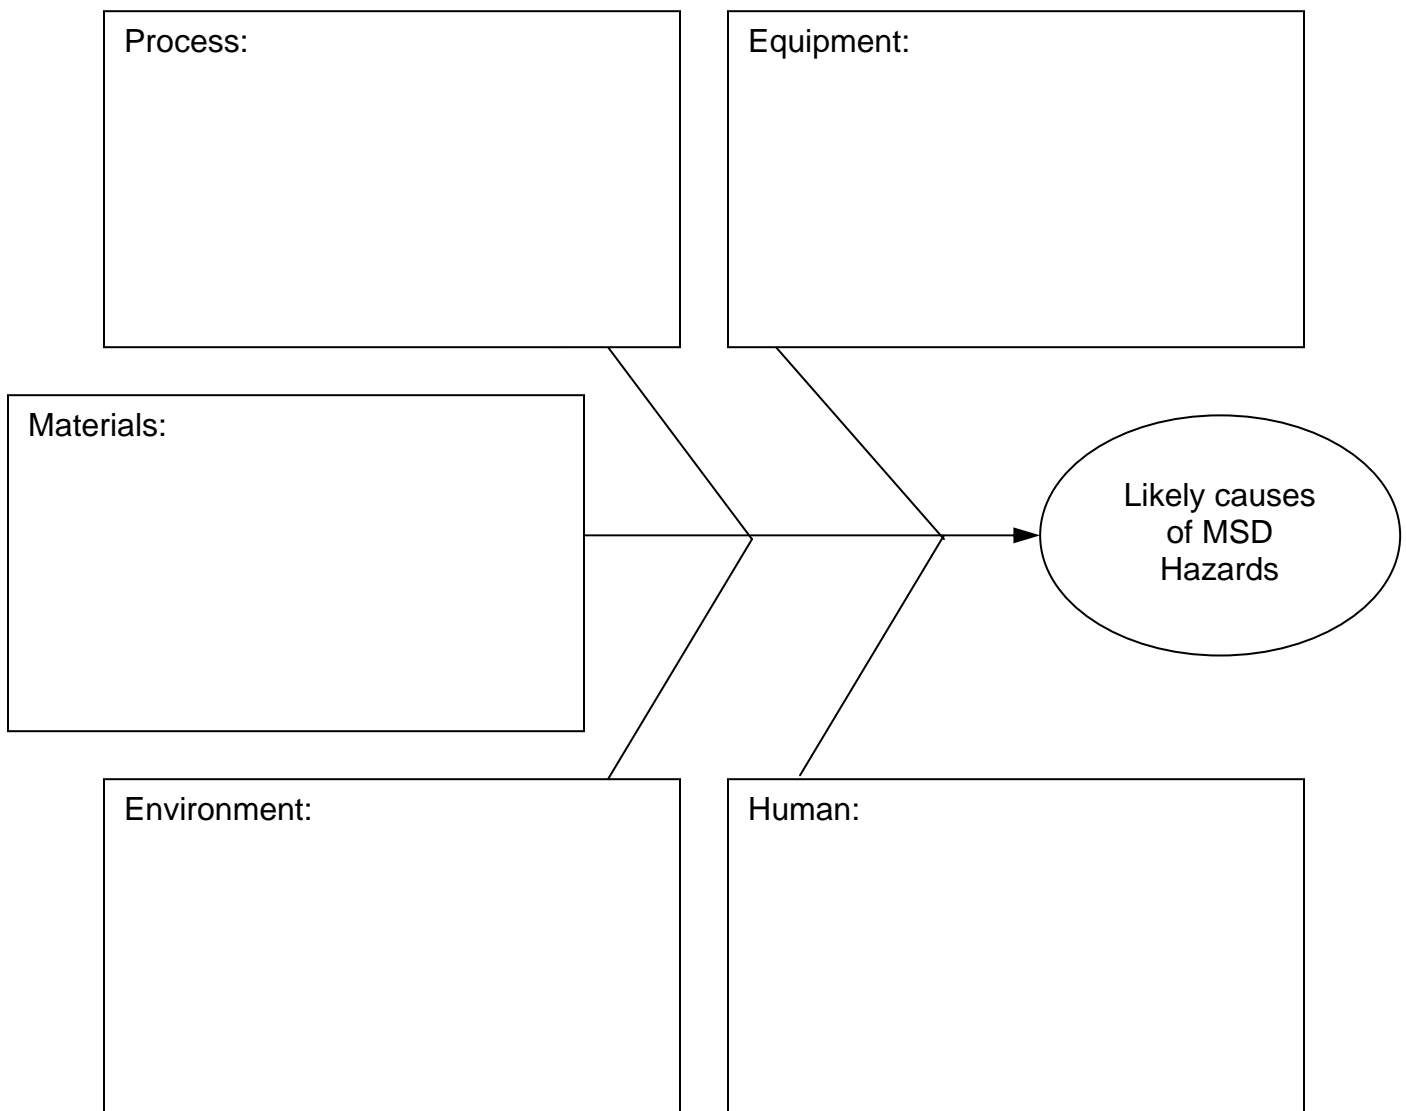 Process:
Equipment:
Materials:
Likely causes
of MSD
Hazards
Environment:
Human: